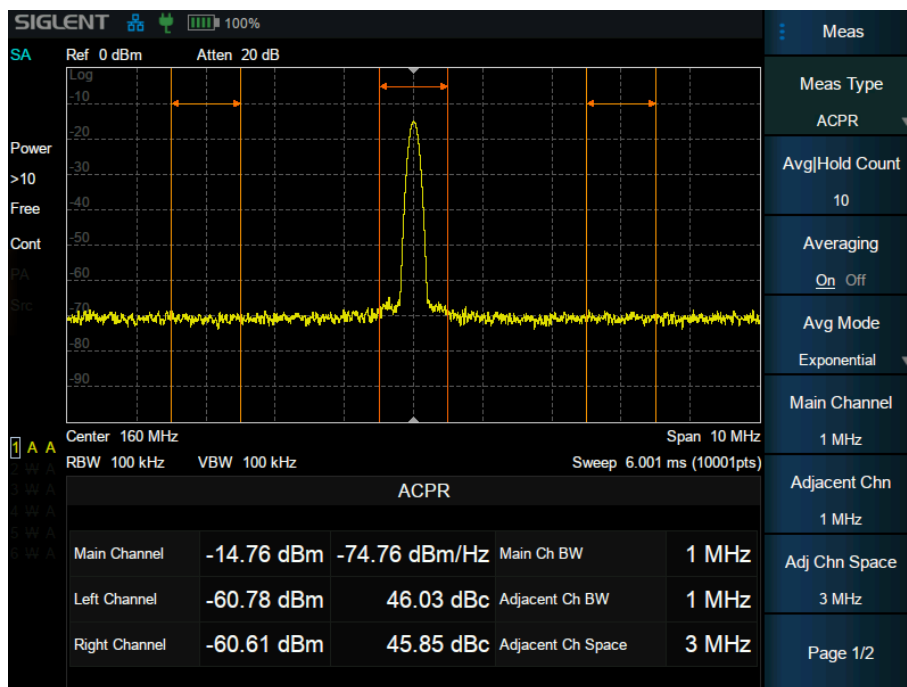 SIGLENT 100%
SA Ref 0 dBm Atten 20 dB
Log
-10
-20
-30
-40
-50
-60
-70
-80
-90
Power
>10
Free
Cont
PA
Src
Center 160 MHz Span 10 MHz
RBW 100 kHz VBW 100 kHz Sweep 6.001 ms (10001pts)
1 A A
2 W A
3 W A
4 W A
5 W A
6 W A
ACPR
Main Channel -14.76 dBm -74.76 dBm/Hz Main Ch BW 1 MHz
Left Channel -60.78 dBm 46.03 dBc Adjacent Ch BW 1 MHz
Right Channel -60.61 dBm 45.85 dBc Adjacent Ch Space 3 MHz
Meas
Meas Type
ACPR
Avg|Hold Count
10
Averaging
On Off
Avg Mode
Exponential
Main Channel
1 MHz
Adjacent Chn
1 MHz
Adj Chn Space
3 MHz
Page 1/2